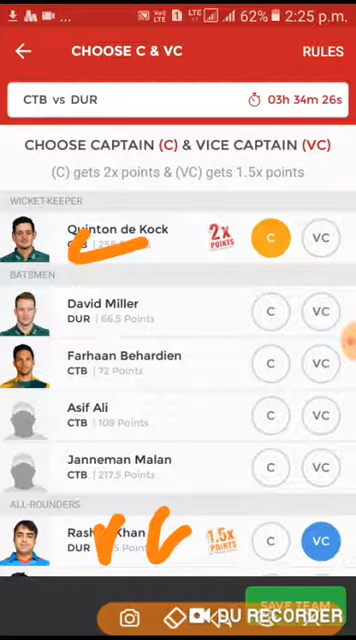 62% 2:25 p.m.
CHOOSE C & VC RULES
CTB vs DUR 03h 34m 26s
CHOOSE CAPTAIN (C) & VICE CAPTAIN (VC)
(C) gets 2x points & (VC) gets 1.5x points
WICKET-KEEPER
Quinton de Kock 2x POINTS C VC
BATSMEN
David Miller
DUR | 66.5 Points C VC
Farhaan Behardien
CTB | 72 Points C VC
Asif Ali
CTB | 109 Points C VC
Janneman Malan
CTB | 217.5 Points C VC
ALL-ROUNDERS
Khan 1.5x POINTS C VC
DUR Points
SAVE TEAM
DU RECORDER